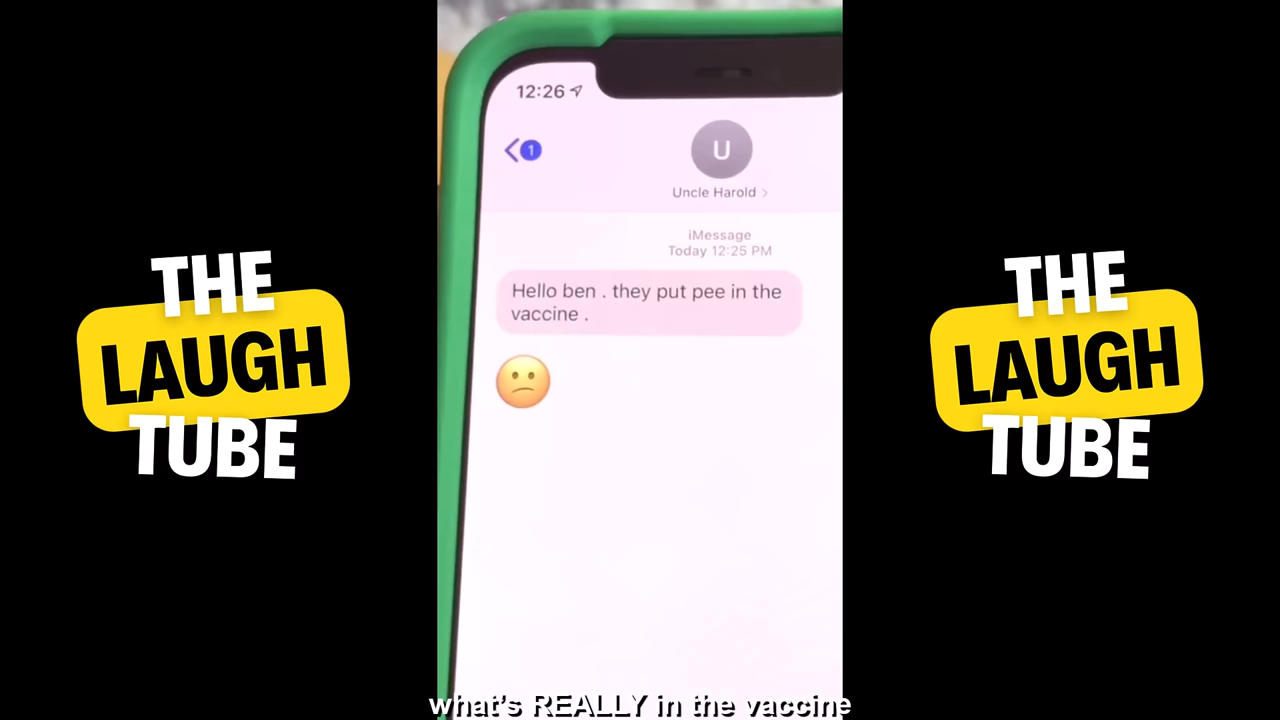 THE
LAUGH
TUBE
12:26
1
U
Uncle Harold >
iMessage
Today 12:25 PM
Hello ben . they put pee in the
vaccine .
THE
LAUGH
TUBE
what's REALLY in the vaccine